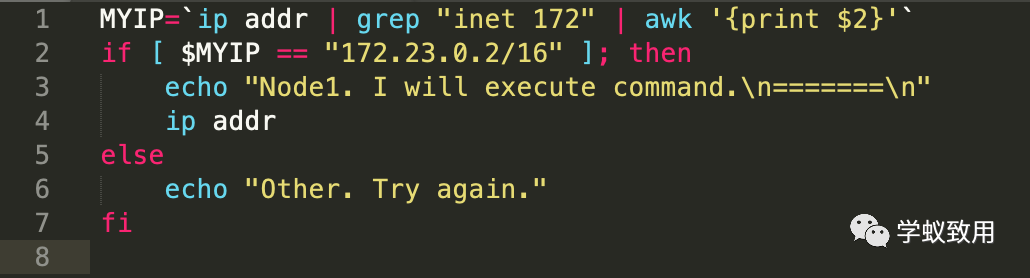 1 MYIP=`ip addr | grep "inet 172" | awk '{print $2}'`
2 if [ $MYIP == "172.23.0.2/16" ]; then
3     echo "Node1. I will execute command.\n=======\n"
4     ip addr
5 else
6     echo "Other. Try again."
7 fi
8
学蚁致用